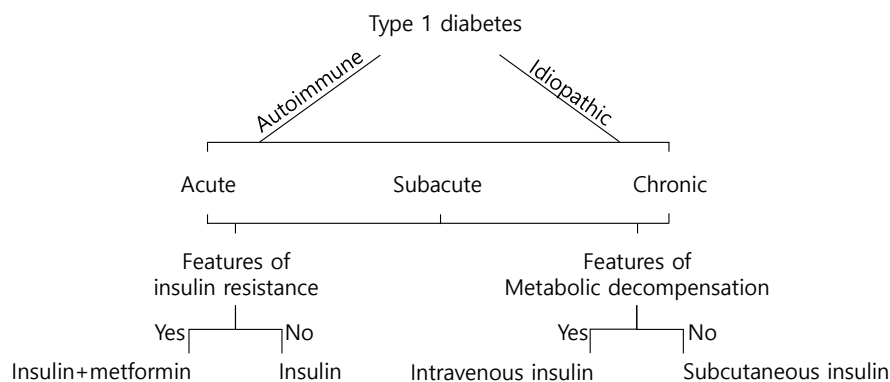 Type 1 diabetes
Autoimmune
Idiopathic
Acute
Subacute
Chronic
Features of
insulin resistance
Features of
Metabolic decompensation
Yes
No
Yes
No
Insulin+metformin
Insulin
Intravenous insulin
Subcutaneous insulin